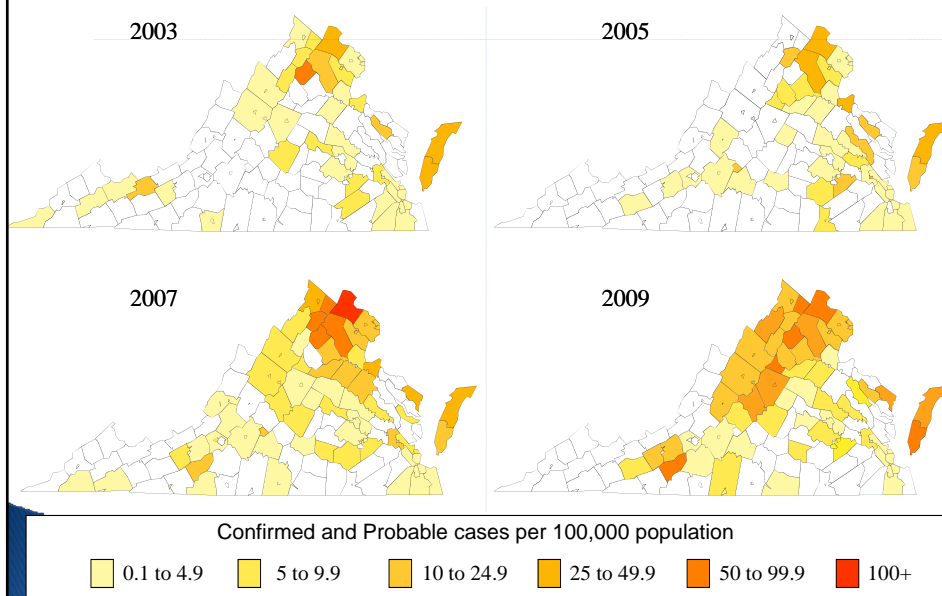 2003
2005
2007
2009
Confirmed and Probable cases per 100,000 population
0.1 to 4.9
5 to 9.9
10 to 24.9
25 to 49.9
50 to 99.9
100+